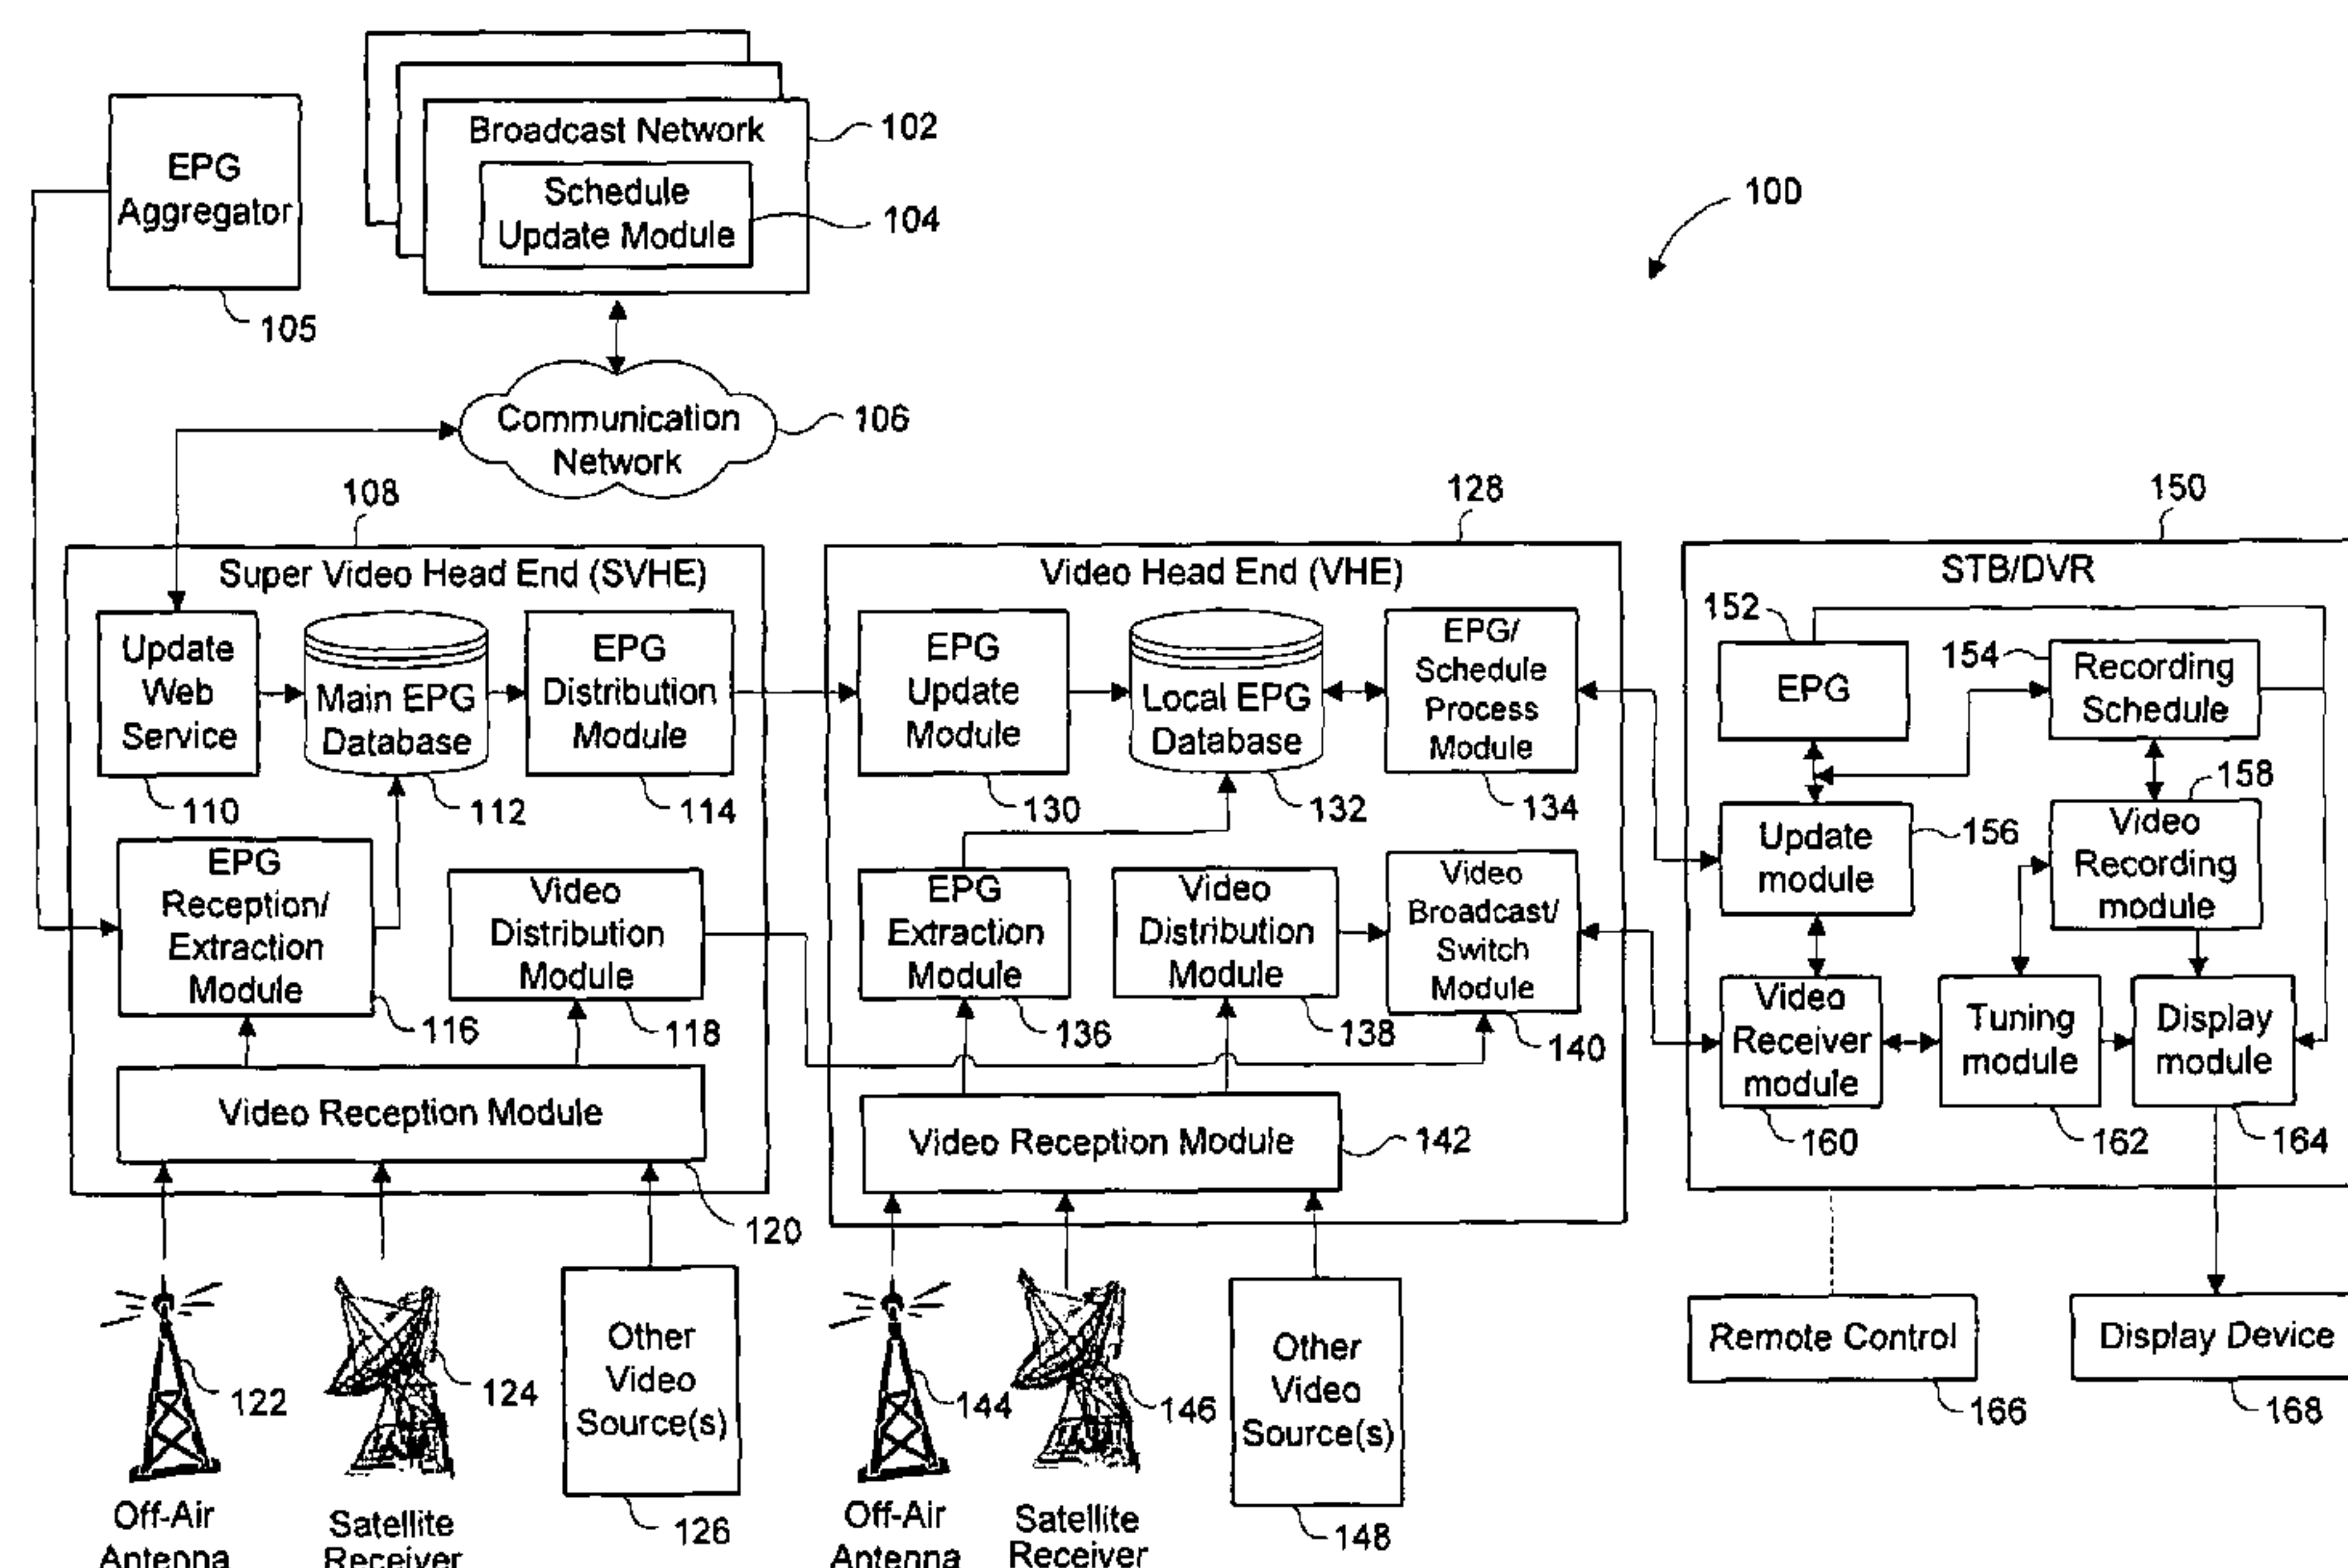 EPG
Aggregator
105
Broadcast Network
102
Schedule
Update Module
104
100
Communication
Network
106
108
Super Video Head End (SVHE)
Update
Web
Service
110
Main EPG
Database
112
EPG
Distribution
Module
114
EPG
Reception/
Extraction
Module
116
Video
Distribution
Module
118
Video Reception Module
120
122
Off-Air
Antenna
124
Satellite
Receiver
Other
Video
Source(s)
126
128
Video Head End (VHE)
EPG
Update
Module
130
Local EPG
Database
132
EPG/
Schedule
Process
Module
134
EPG
Extraction
Module
136
Video
Distribution
Module
138
Video
Broadcast/
Switch
Module
140
Video Reception Module
142
144
Off-Air
Antenna
146
Satellite
Receiver
Other
Video
Source(s)
148
150
STB/DVR
152
EPG
154
Recording
Schedule
156
Update
module
158
Video
Recording
module
Video
Receiver
module
160
Tuning
module
162
Display
module
164
Remote Control
166
Display Device
168